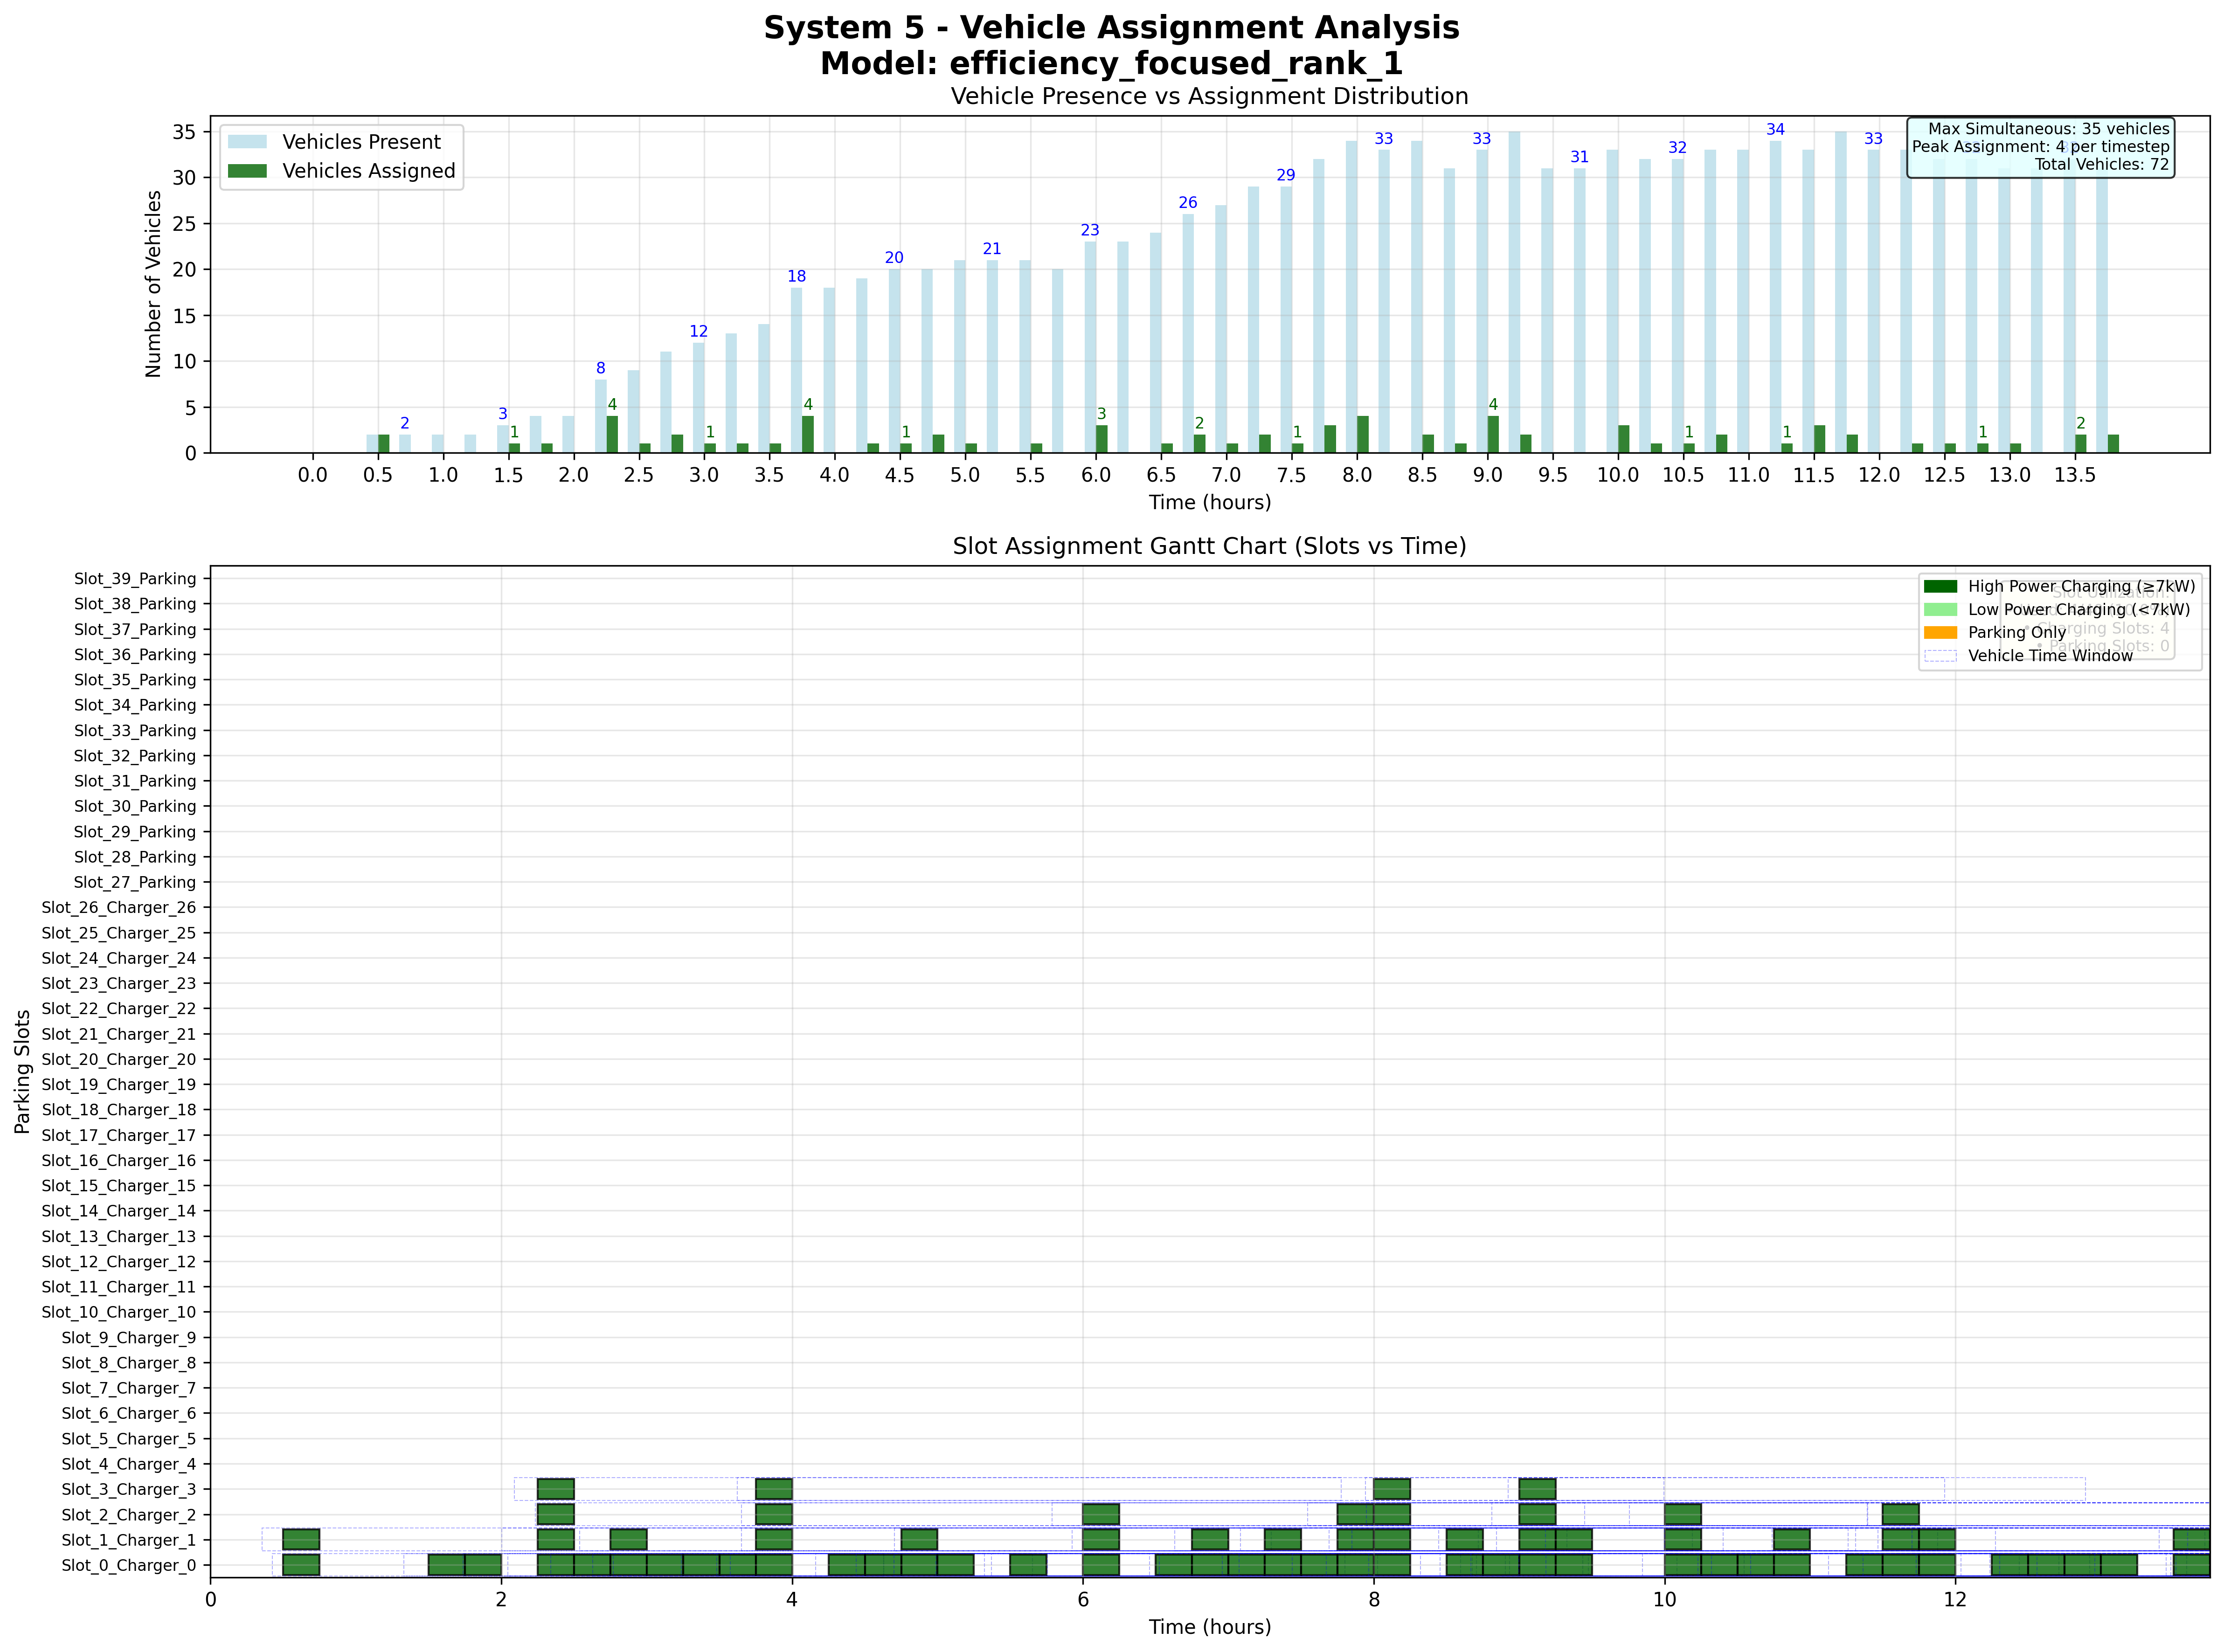 System 5 - Vehicle Assignment Analysis
Model: efficiency_focused_rank_1
Vehicle Presence vs Assignment Distribution
Vehicles Present
Vehicles Assigned
Max Simultaneous: 35 vehicles
Peak Assignment: 4 per timestep
Total Vehicles: 72
Number of Vehicles
35
30
25
20
15
10
5
0
2 3 8 12 18 20 21 23 26 29 33 33 31 32 34 33
1 4 1 4 1 3 2 1 4 1 1 1 2
0.0 0.5 1.0 1.5 2.0 2.5 3.0 3.5 4.0 4.5 5.0 5.5 6.0 6.5 7.0 7.5 8.0 8.5 9.0 9.5 10.0 10.5 11.0 11.5 12.0 12.5 13.0 13.5
Time (hours)
Slot Assignment Gantt Chart (Slots vs Time)
High Power Charging (≥7kW)
Low Power Charging (<7kW)
Parking Only
Vehicle Time Window
Slot Utilization:
• Charging Slots: 4
• Parking Slots: 0
Parking Slots
Slot_39_Parking
Slot_38_Parking
Slot_37_Parking
Slot_36_Parking
Slot_35_Parking
Slot_34_Parking
Slot_33_Parking
Slot_32_Parking
Slot_31_Parking
Slot_30_Parking
Slot_29_Parking
Slot_28_Parking
Slot_27_Parking
Slot_26_Charger_26
Slot_25_Charger_25
Slot_24_Charger_24
Slot_23_Charger_23
Slot_22_Charger_22
Slot_21_Charger_21
Slot_20_Charger_20
Slot_19_Charger_19
Slot_18_Charger_18
Slot_17_Charger_17
Slot_16_Charger_16
Slot_15_Charger_15
Slot_14_Charger_14
Slot_13_Charger_13
Slot_12_Charger_12
Slot_11_Charger_11
Slot_10_Charger_10
Slot_9_Charger_9
Slot_8_Charger_8
Slot_7_Charger_7
Slot_6_Charger_6
Slot_5_Charger_5
Slot_4_Charger_4
Slot_3_Charger_3
Slot_2_Charger_2
Slot_1_Charger_1
Slot_0_Charger_0
0 2 4 6 8 10 12
Time (hours)